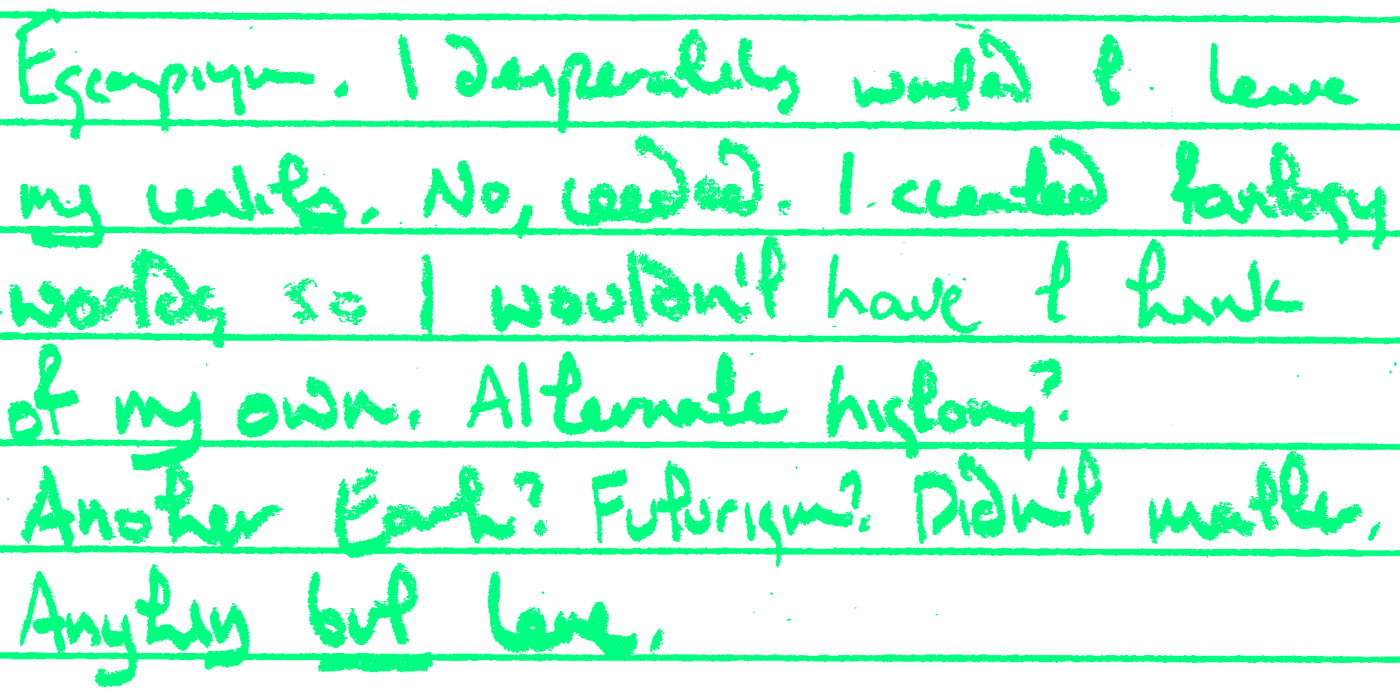 Escapism. I desperately wanted to leave
my reality. No, needed. I created fantasy
worlds so I wouldn't have to think
of my own. Alternate history?
Another Earth? Futurism? Didn't matter.
Anything but here.